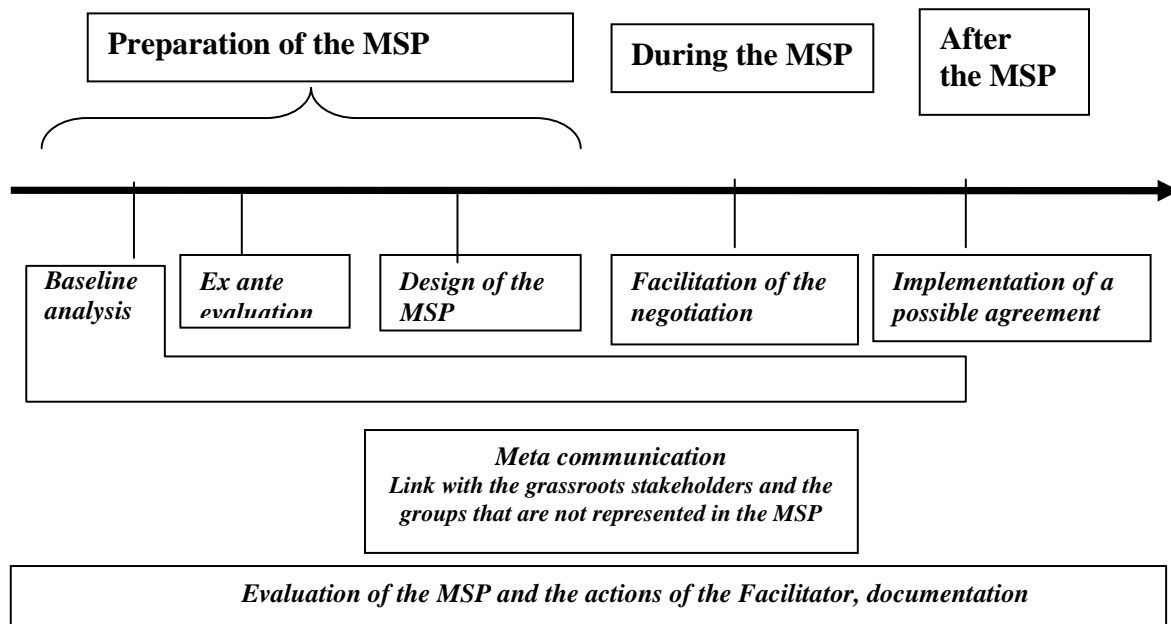 Preparation of the MSP
During the MSP
After
the MSP
Baseline
analysis
Ex ante
evaluation
Design of the
MSP
Facilitation of the
negotiation
Implementation of a
possible agreement
Meta communication
Link with the grassroots stakeholders and the
groups that are not represented in the MSP
Evaluation of the MSP and the actions of the Facilitator, documentation